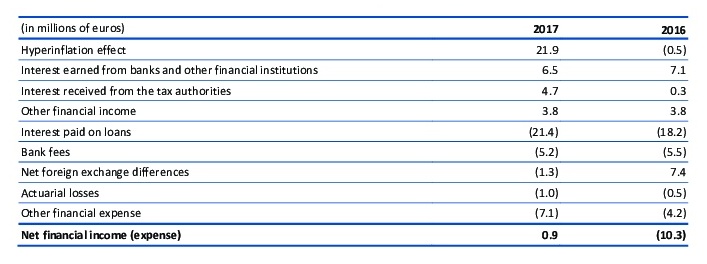 (in millions of euros) 2017 2016
Hyperinflation effect 21.9 (0.5)
Interest earned from banks and other financial institutions 6.5 7.1
Interest received from the tax authorities 4.7 0.3
Other financial income 3.8 3.8
Interest paid on loans (21.4) (18.2)
Bank fees (5.2) (5.5)
Net foreign exchange differences (1.3) 7.4
Actuarial losses (1.0) (0.5)
Other financial expense (7.1) (4.2)
Net financial income (expense) 0.9 (10.3)